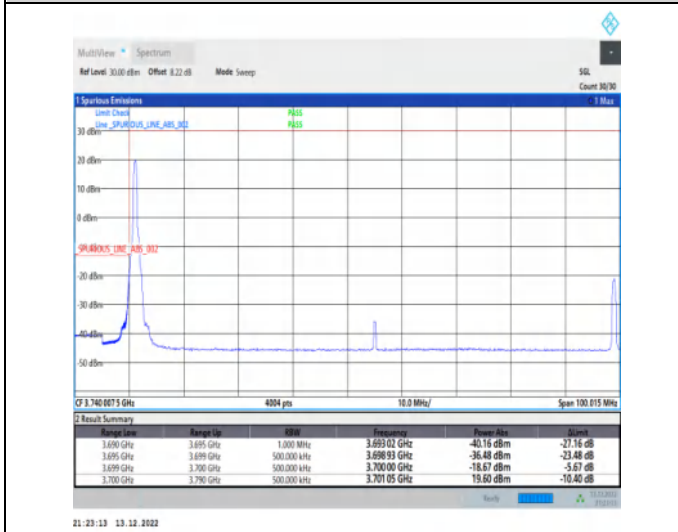 MultiView Spectrum
Ref Level 30.00 dBm Offset 8.22 dB Mode Sweep SGL
Count 30/30
1 Spurious Emissions 1 Max
Limit Check PASS
Line _SPURIOUS_LINE_ABS_002 PASS
30 dBm
20 dBm
10 dBm
0 dBm
_SPURIOUS_LINE_ABS_002
-20 dBm
-30 dBm
-40 dBm
-50 dBm
CF 3.740 007 5 GHz 4004 pts 10.0 MHz/ Span 100.015 MHz
2 Result Summary
Range Low Range Up RBW Frequency Power Abs ΔLimit
3.690 GHz 3.695 GHz 1.000 MHz 3.693 02 GHz -40.16 dBm -27.16 dB
3.695 GHz 3.699 GHz 500.000 kHz 3.698 93 GHz -36.48 dBm -23.48 dB
3.699 GHz 3.700 GHz 500.000 kHz 3.700 00 GHz -18.67 dBm -5.67 dB
3.700 GHz 3.790 GHz 500.000 kHz 3.701 05 GHz 19.60 dBm -10.40 dB
Ready
21:23:13 13.12.2022